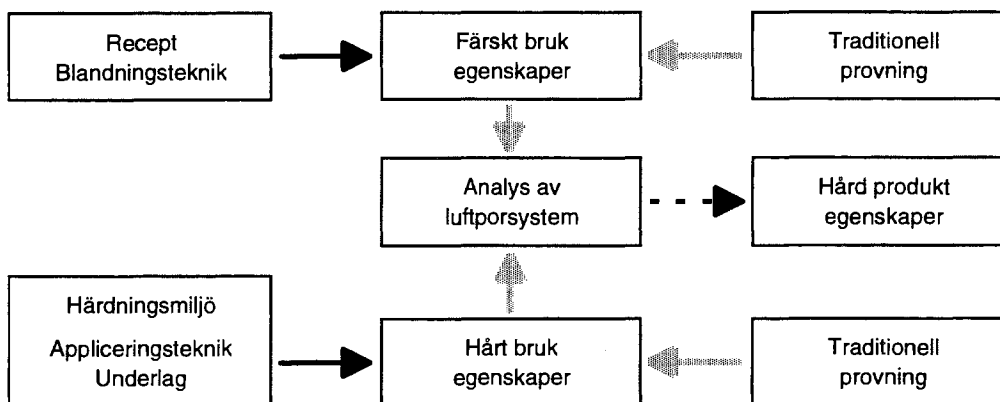 Recept
Blandningsteknik
Färskt bruk
egenskaper
Traditionell
provning
Analys av
luftporsystem
Hård produkt
egenskaper
Härdningsmiljö
Appliceringsteknik
Underlag
Hårt bruk
egenskaper
Traditionell
provning